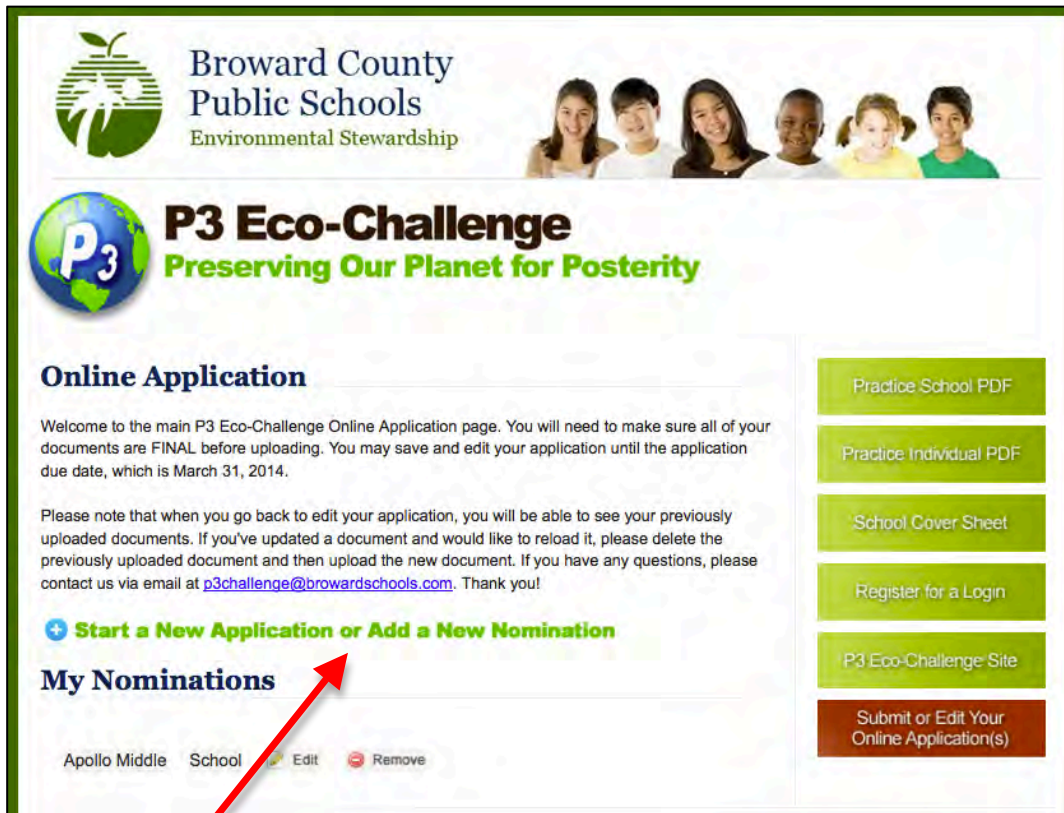 Broward County
Public Schools
Environmental Stewardship
P3
P3 Eco-Challenge
Preserving Our Planet for Posterity
Online Application
Welcome to the main P3 Eco-Challenge Online Application page. You will need to make sure all of your
documents are FINAL before uploading. You may save and edit your application until the application
due date, which is March 31, 2014.
Please note that when you go back to edit your application, you will be able to see your previously
uploaded documents. If you've updated a document and would like to reload it, please delete the
previously uploaded document and then upload the new document. If you have any questions, please
contact us via email at p3challenge@browardschools.com. Thank you!
Start a New Application or Add a New Nomination
My Nominations
Apollo Middle School Edit Remove
Practice School PDF
Practice Individual PDF
School Cover Sheet
Register for a Login
P3 Eco-Challenge Site
Submit or Edit Your
Online Application(s)